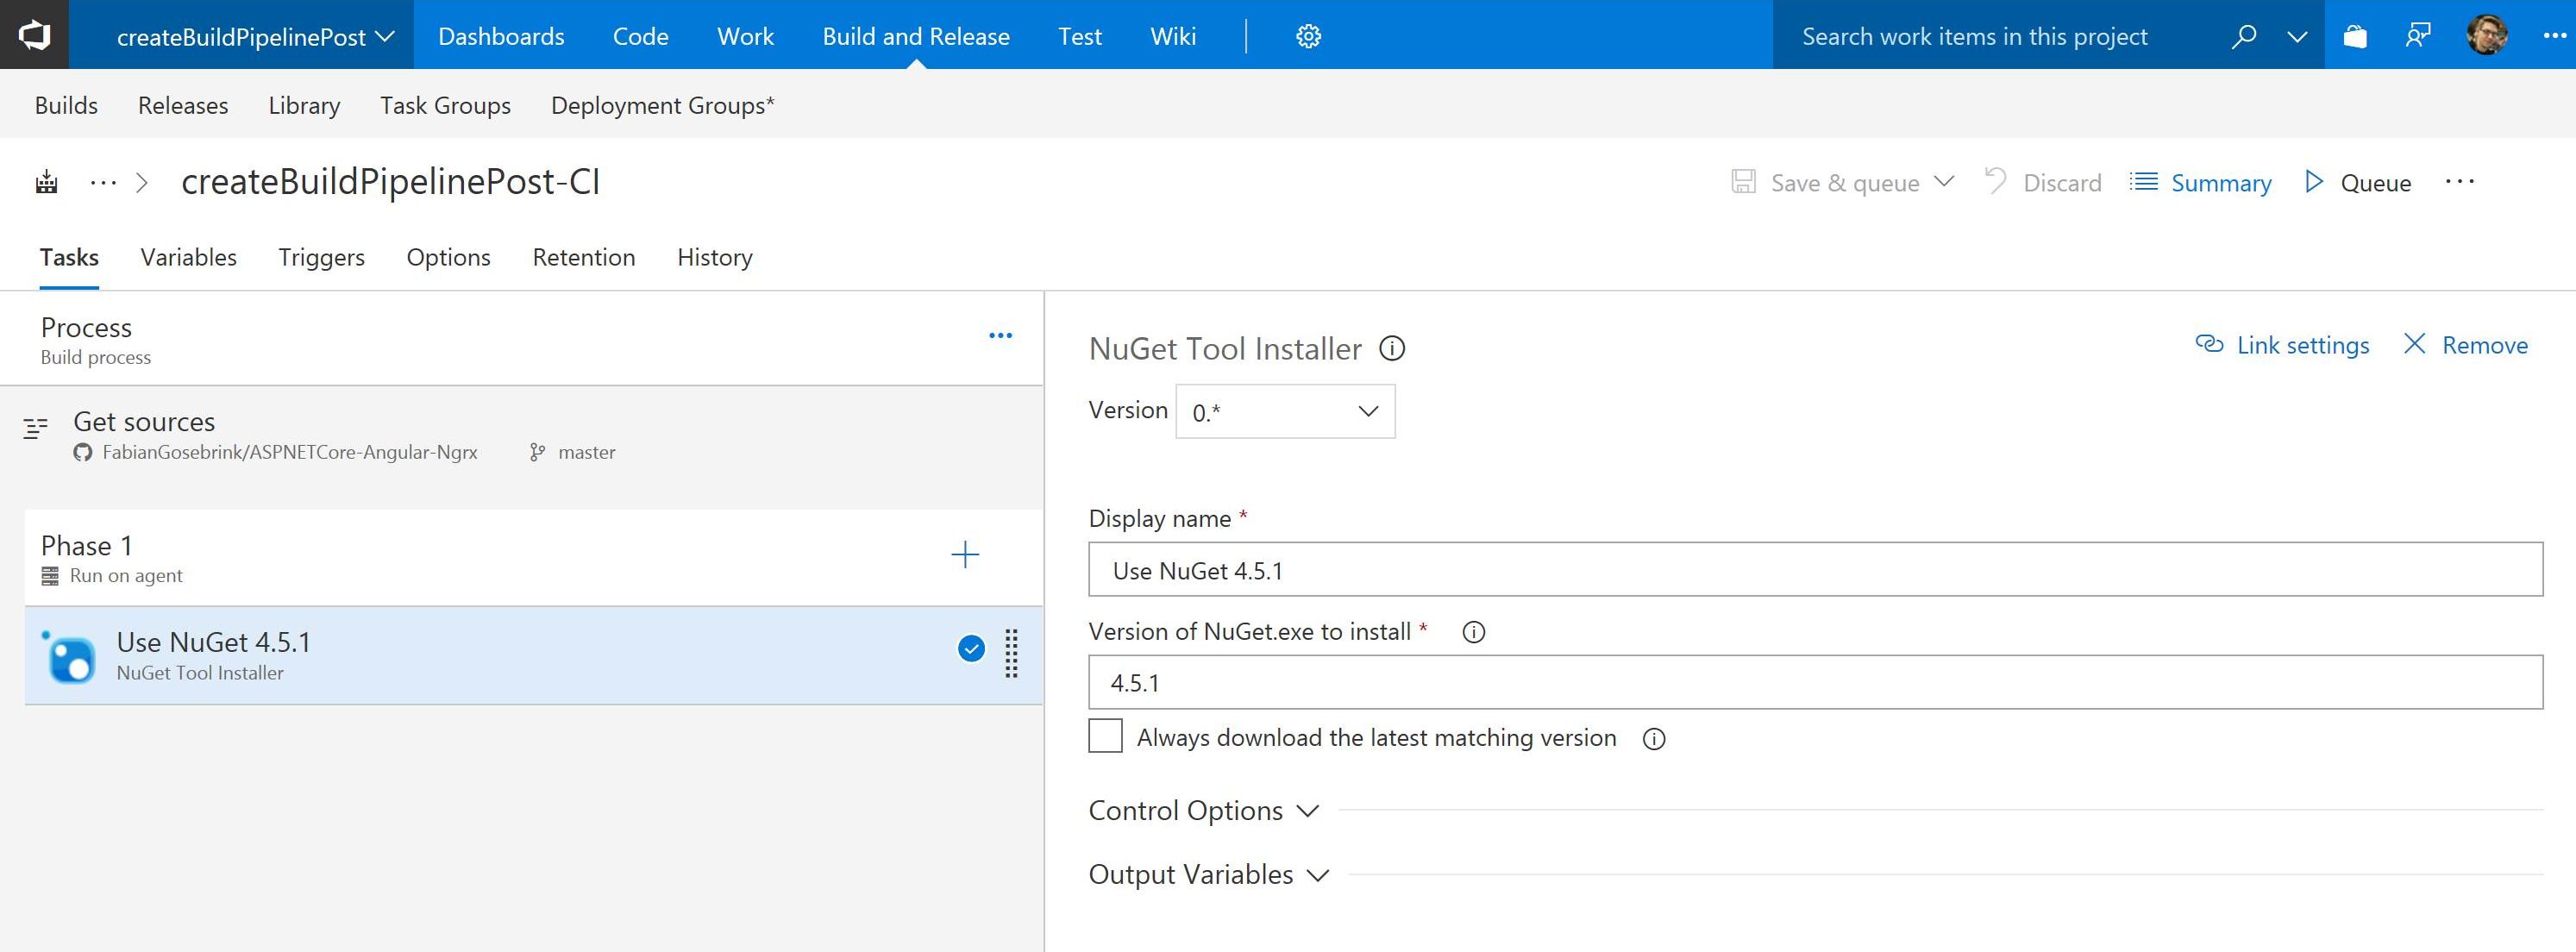 createBuildPipelinePost Dashboards Code Work Build and Release Test Wiki Search work items in this project
Builds Releases Library Task Groups Deployment Groups*
createBuildPipelinePost-CI Save & queue Discard Summary Queue
Tasks Variables Triggers Options Retention History
Process
Build process
Get sources
FabianGosebrink/ASPNETCore-Angular-Ngrx master
Phase 1
Run on agent
Use NuGet 4.5.1
NuGet Tool Installer
NuGet Tool Installer Link settings Remove
Version 0.*
Display name *
Use NuGet 4.5.1
Version of NuGet.exe to install *
4.5.1
Always download the latest matching version
Control Options
Output Variables